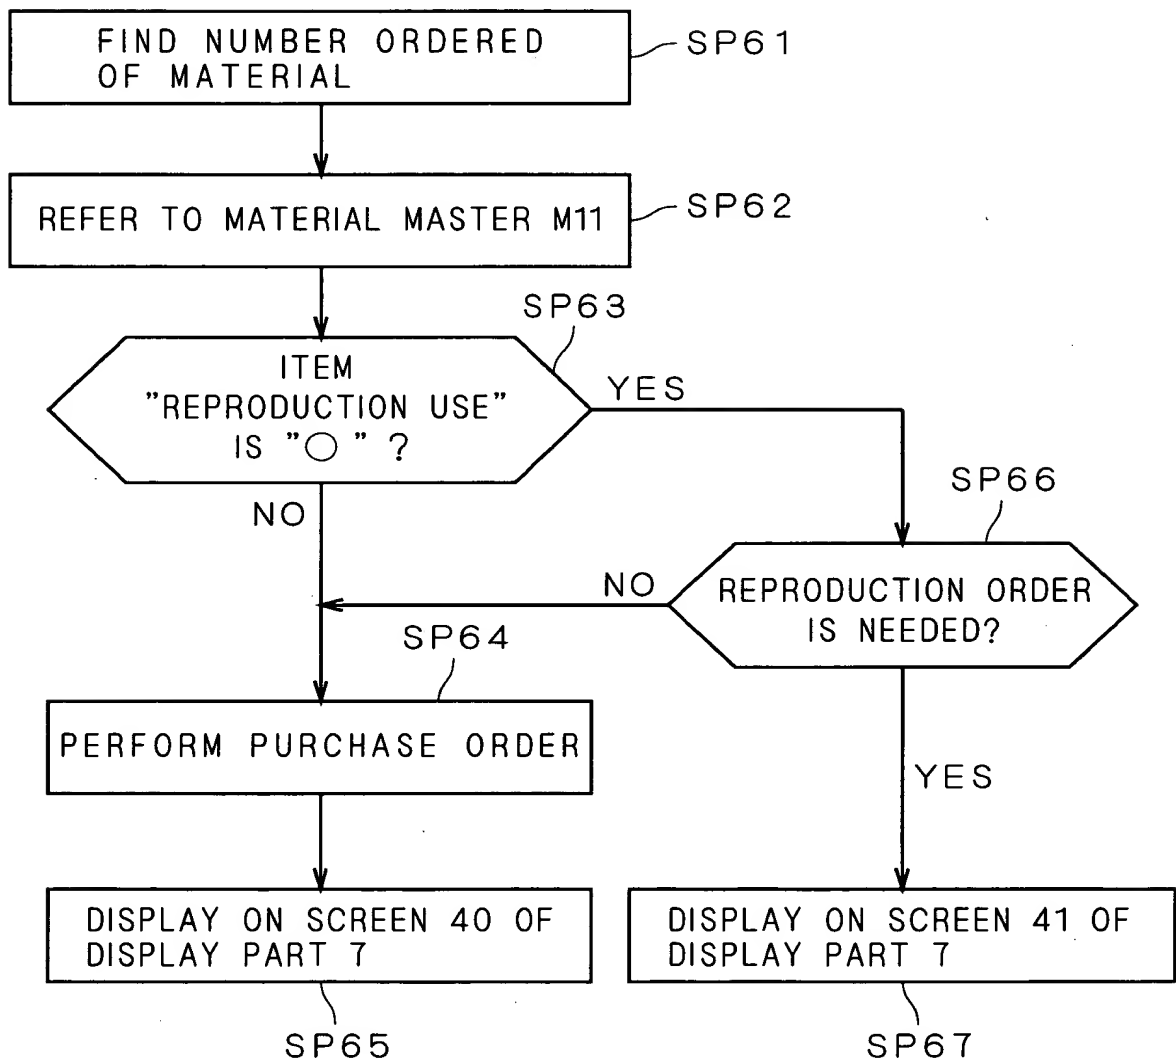 FIND NUMBER ORDERED
OF MATERIAL
SP61
REFER TO MATERIAL MASTER M11
SP62
SP63
ITEM
"REPRODUCTION USE"
IS "○ " ?
YES
NO
SP66
REPRODUCTION ORDER
IS NEEDED?
NO
YES
SP64
PERFORM PURCHASE ORDER
DISPLAY ON SCREEN 40 OF
DISPLAY PART 7
SP65
DISPLAY ON SCREEN 41 OF
DISPLAY PART 7
SP67